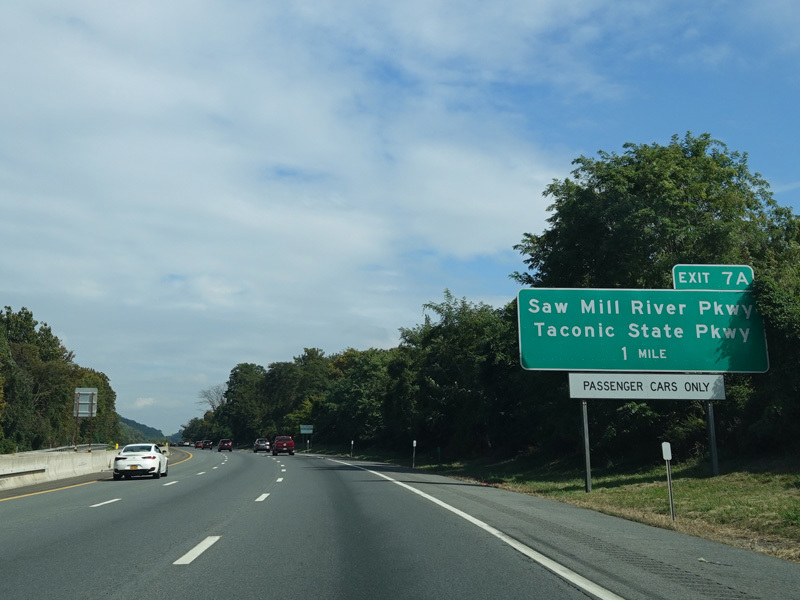 EXIT 7A
Saw Mill River Pkwy
Taconic State Pkwy
1 MILE
PASSENGER CARS ONLY